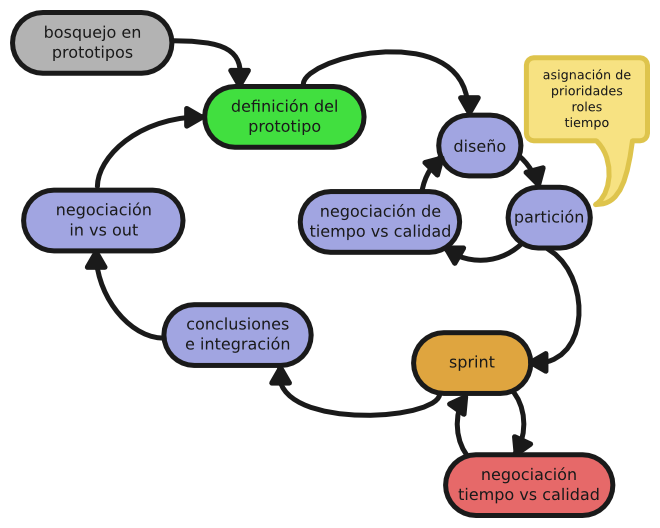 bosquejo en
prototipos
asignación de
prioridades
roles
tiempo
definición del
prototipo
diseño
negociación
in vs out
negociación de
tiempo vs calidad
partición
conclusiones
e integración
sprint
negociación
tiempo vs calidad